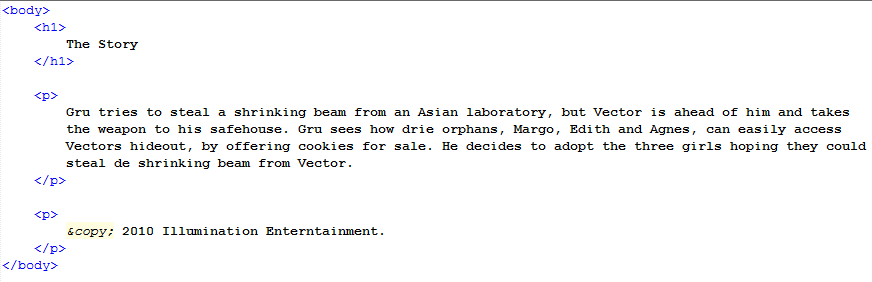 <body>
<h1>
The Story
</h1>
<p>
Gru tries to steal a shrinking beam from an Asian laboratory, but Vector is ahead of him and takes
the weapon to his safehouse. Gru sees how drie orphans, Margo, Edith and Agnes, can easily access
Vectors hideout, by offering cookies for sale. He decides to adopt the three girls hoping they could
steal de shrinking beam from Vector.
</p>
<p>
&copy; 2010 Illumination Enterntainment.
</p>
</body>